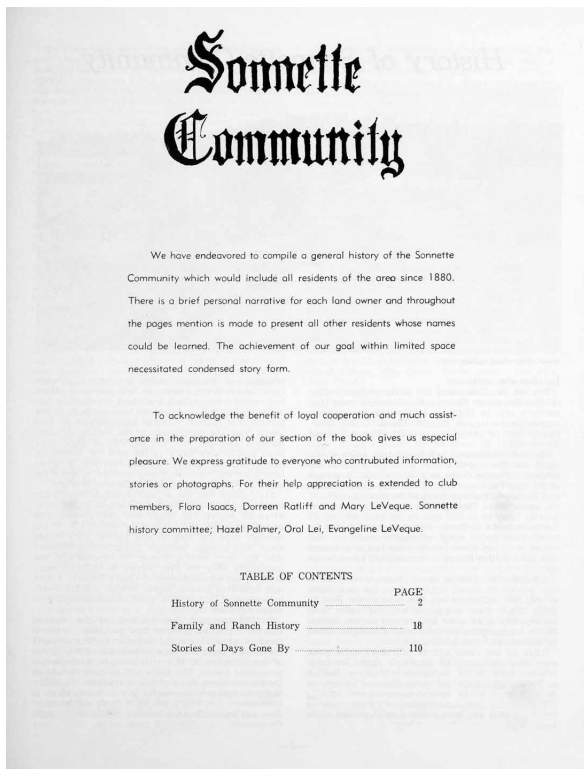 Sonnette
Community
We have endeavored to compile a general history of the Sonnette
Community which would include all residents of the area since 1880.
There is a brief personal narrative for each land owner and throughout
the pages mention is made to present all other residents whose names
could be learned. The achievement of our goal within limited space
necessitated condensed story form.
To acknowledge the benefit of loyal cooperation and much assist-
ance in the preparation of our section of the book gives us especial
pleasure. We express gratitude to everyone who contrubuted information,
stories or photographs. For their help appreciation is extended to club
members, Flora Isaacs, Dorreen Ratliff and Mary LeVeque. Sonnette
history committee; Hazel Palmer, Oral Lei, Evangeline LeVeque.
TABLE OF CONTENTS
PAGE
History of Sonnette Community 2
Family and Ranch History 18
Stories of Days Gone By 110